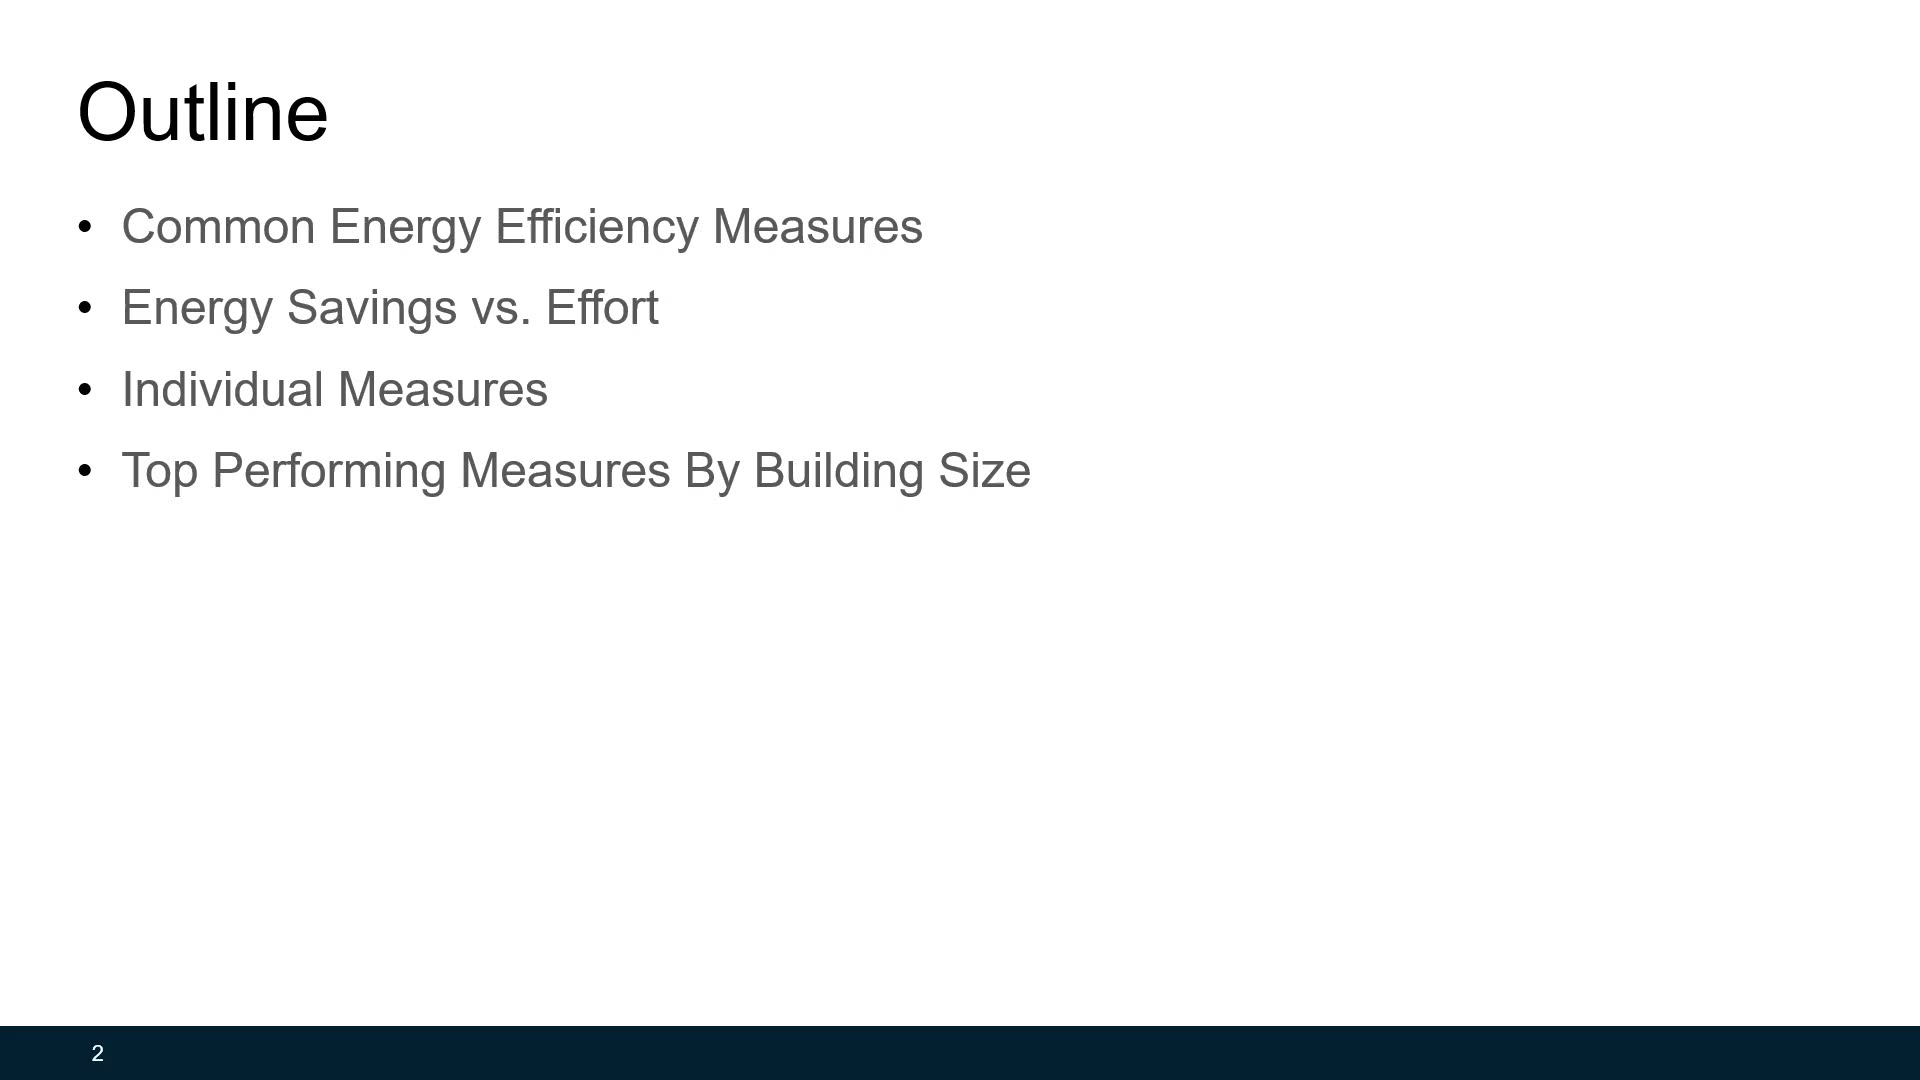 Outline
• Common Energy Efficiency Measures
• Energy Savings vs. Effort
• Individual Measures
• Top Performing Measures By Building Size
2